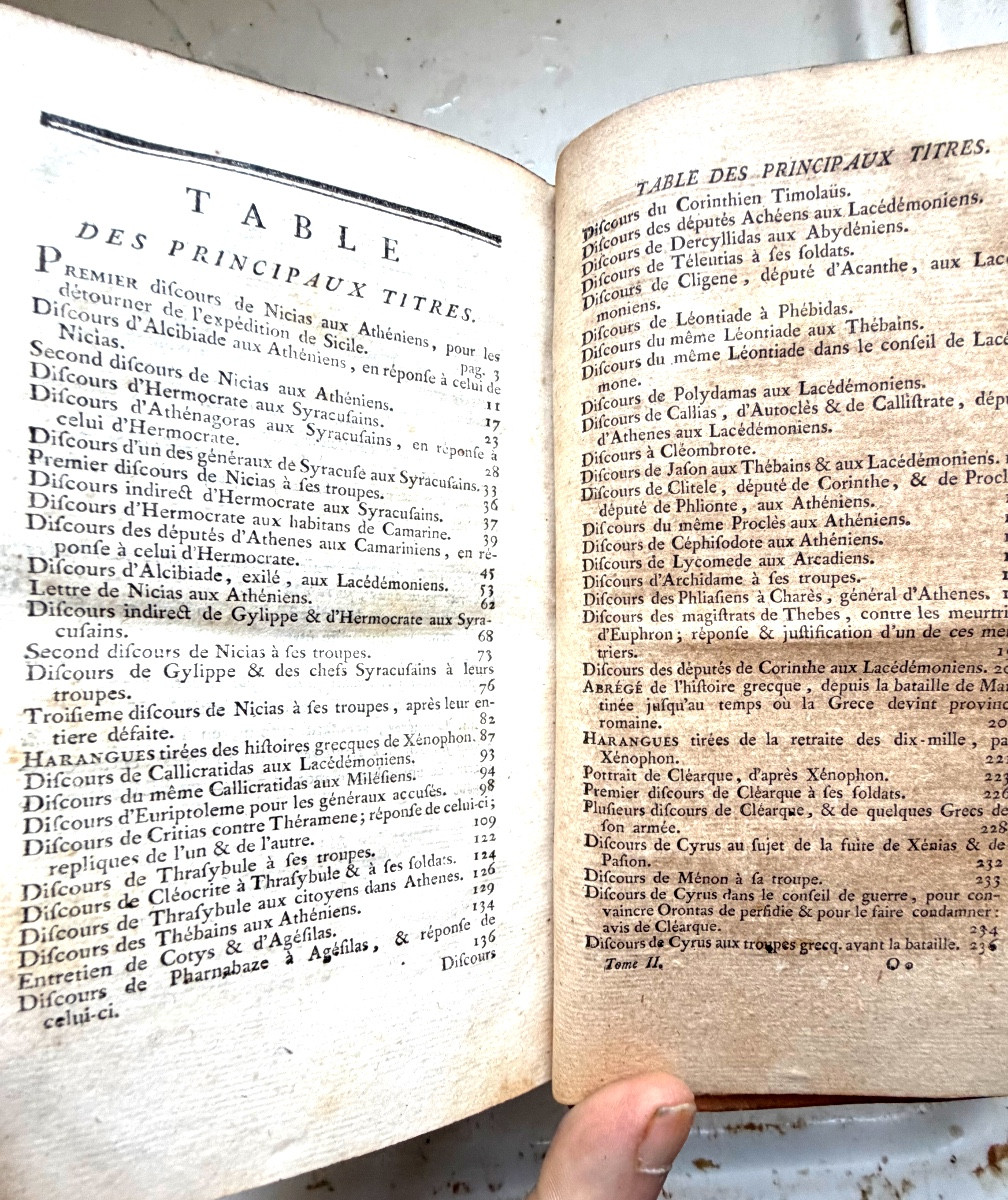 TABLE
DES PRINCIPAUX TITRES.
PREMIER diſcours de Nicias aux Athéniens, pour les
détourner de l'expédition de Sicile. pag. 3
Diſcours d'Alcibiade aux Athéniens, en réponſe à celui de
Nicias. 11
Second diſcours de Nicias aux Athéniens. 17
Diſcours d'Hermocrate aux Syracuſains. 23
Diſcours d'Athénagoras aux Syracuſains, en réponſe à
celui d'Hermocrate. 28
Diſcours d'un des généraux de Syracuſe aux Syracuſains. 33
Premier diſcours de Nicias à ſes troupes. 36
Diſcours indirect d'Hermocrate aux Syracuſains. 37
Diſcours d'Hermocrate aux habitans de Camarine. 39
Diſcours des députés d'Athenes aux Camariniens, en ré-
ponſe à celui d'Hermocrate. 45
Diſcours d'Alcibiade, exilé, aux Lacédémoniens. 53
Lettre de Nicias aux Athéniens. 62
Diſcours indirect de Gylippe & d'Hermocrate aux Syra-
cuſains. 68
Second diſcours de Nicias à ſes troupes. 73
Diſcours de Gylippe & des chefs Syracuſains à leurs
troupes. 76
Troiſieme diſcours de Nicias à ſes troupes, après leur en-
tiere défaite. 82
HARANGUES tirées des hiſtoires grecques de Xénophon. 87
Diſcours de Callicratidas aux Lacédémoniens. 93
Diſcours du même Callicratidas aux Miléſiens. 94
Diſcours d'Euriptoleme pour les généraux accuſés. 98
Diſcours de Critias contre Théramene; réponſe de celui-ci;
repliques de l'un & de l'autre. 109
Diſcours de Thraſybule à ſes troupes. 122
Diſcours de Cléocrite à Thraſybule & à ſes ſoldats. 124
Diſcours de Thraſybule aux citoyens dans Athenes. 126
Diſcours des Thébains aux Athéniens. 129
Entretien de Cotys & d'Agéſilas. 134
Diſcours de Pharnabaze à Agéſilas, & réponſe de
celui-ci. 136
Diſcours
TABLE DES PRINCIPAUX TITRES.
Diſcours du Corinthien Timolaüs.
Diſcours des députés Achéens aux Lacédémoniens.
Diſcours de Dercyllidas aux Abydéniens.
Diſcours de Téleutias à ſes ſoldats.
Diſcours de Cligene, député d'Acanthe, aux Lacé
moniens.
Diſcours de Léontiade à Phébidas.
Diſcours du même Léontiade aux Thébains.
Diſcours du même Léontiade dans le conſeil de Lacé
mone.
Diſcours de Polydamas aux Lacédémoniens.
Diſcours de Callias, d'Autoclès & de Calliſtrate, dépu
d'Athenes aux Lacédémoniens.
Diſcours à Cléombrote.
Diſcours de Jaſon aux Thébains & aux Lacédémoniens.
Diſcours de Clitele, député de Corinthe, & de Procl
député de Phlionte, aux Athéniens.
Diſcours du même Proclès aux Athéniens.
Diſcours de Céphiſodote aux Athéniens.
Diſcours de Lycomede aux Arcadiens.
Diſcours d'Archidame à ſes troupes.
Diſcours des Phliaſiens à Charès, général d'Athenes.
Diſcours des magiſtrats de Thebes, contre les meurtri
d'Euphron; réponſe & juſtification d'un de ces meu
triers.
Diſcours des députés de Corinthe aux Lacédémoniens. 20
ABRÉGÉ de l'hiſtoire grecque, depuis la bataille de Man
tinée juſqu'au temps où la Grece devint provinc
romaine. 20
HARANGUES tirées de la retraite des dix-mille, pa
Xénophon. 221
Portrait de Cléarque, d'après Xénophon. 223
Premier diſcours de Cléarque à ſes ſoldats. 226
Pluſieurs diſcours de Cléarque, & de quelques Grecs de
ſon armée. 228
Diſcours de Cyrus au ſujet de la fuite de Xénias & de
Paſion. 232
Diſcours de Ménon à ſa troupe. 233
Diſcours de Cyrus dans le conſeil de guerre, pour con-
vaincre Orontas de perfidie & pour le faire condamner:
avis de Cléarque. 234
Diſcours de Cyrus aux troupes grecq. avant la bataille. 236
Tome II. Oo